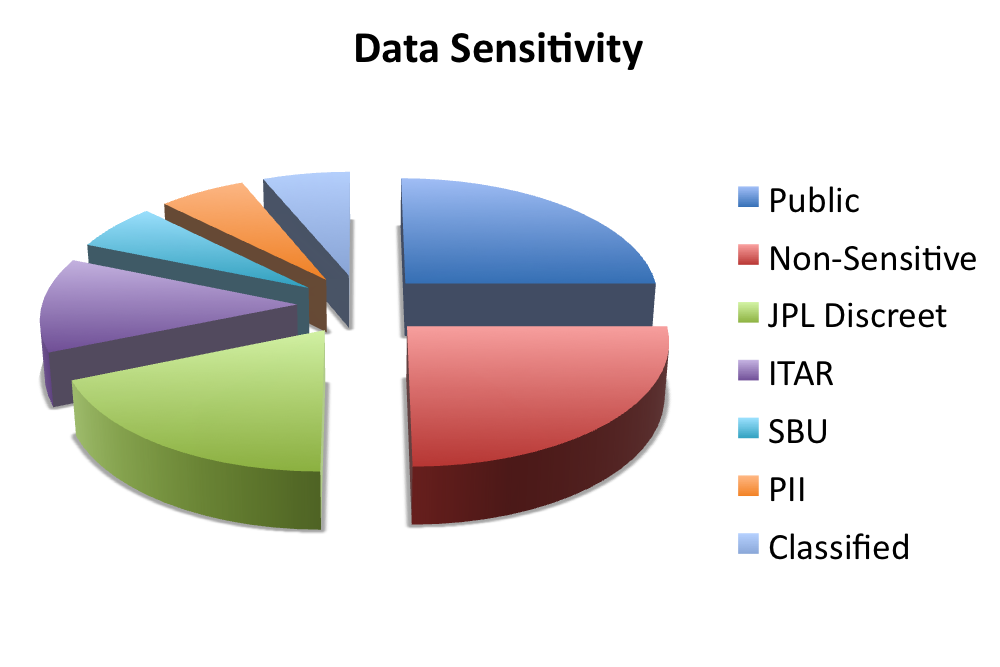 Data Sensitivity
Public
Non-Sensitive
JPL Discreet
ITAR
SBU
PII
Classified